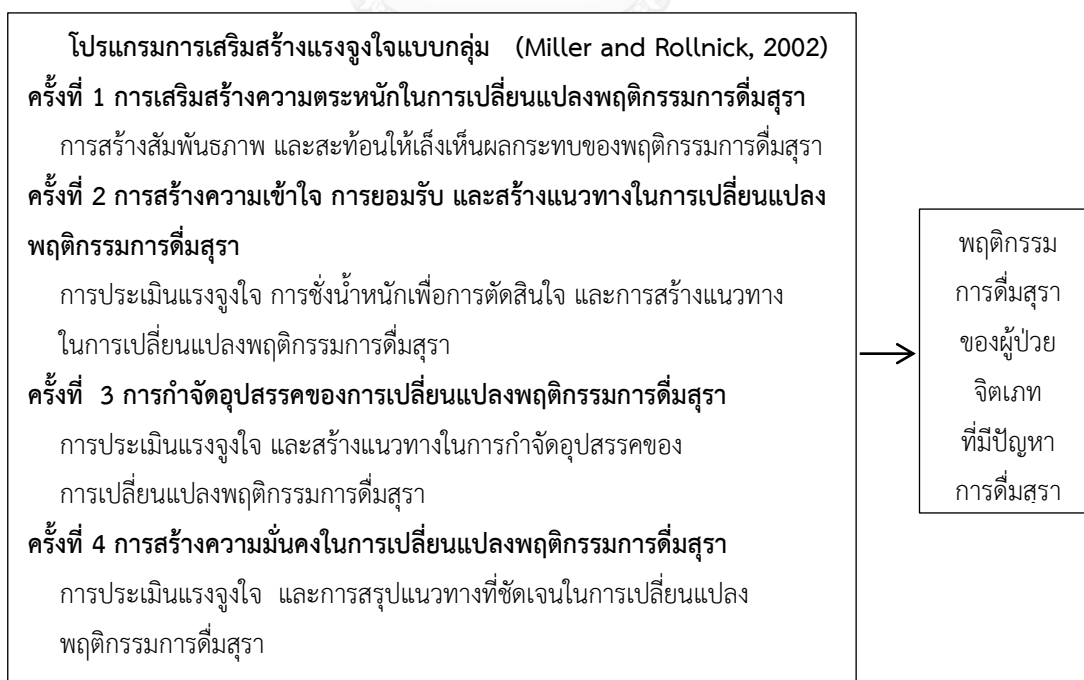 โปรแกรมการเสริมสร้างแรงจูงใจแบบกลุ่ม (Miller and Rollnick, 2002)
ครั้งที่ 1 การเสริมสร้างความตระหนักในการเปลี่ยนแปลงพฤติกรรมการดื่มสุรา
การสร้างสัมพันธภาพ และสะท้อนให้เล็งเห็นผลกระทบของพฤติกรรมการดื่มสุรา
ครั้งที่ 2 การสร้างความเข้าใจ การยอมรับ และสร้างแนวทางในการเปลี่ยนแปลง
พฤติกรรมการดื่มสุรา
การประเมินแรงจูงใจ การชั่งน้ำหนักเพื่อการตัดสินใจ และการสร้างแนวทาง
ในการเปลี่ยนแปลงพฤติกรรมการดื่มสุรา
ครั้งที่ 3 การกำจัดอุปสรรคของการเปลี่ยนแปลงพฤติกรรมการดื่มสุรา
การประเมินแรงจูงใจ และสร้างแนวทางในการกำจัดอุปสรรคของ
การเปลี่ยนแปลงพฤติกรรมการดื่มสุรา
ครั้งที่ 4 การสร้างความมั่นคงในการเปลี่ยนแปลงพฤติกรรมการดื่มสุรา
การประเมินแรงจูงใจ และการสรุปแนวทางที่ชัดเจนในการเปลี่ยนแปลง
พฤติกรรมการดื่มสุรา
พฤติกรรม
การดื่มสุรา
ของผู้ป่วย
จิตเภท
ที่มีปัญหา
การดื่มสุรา